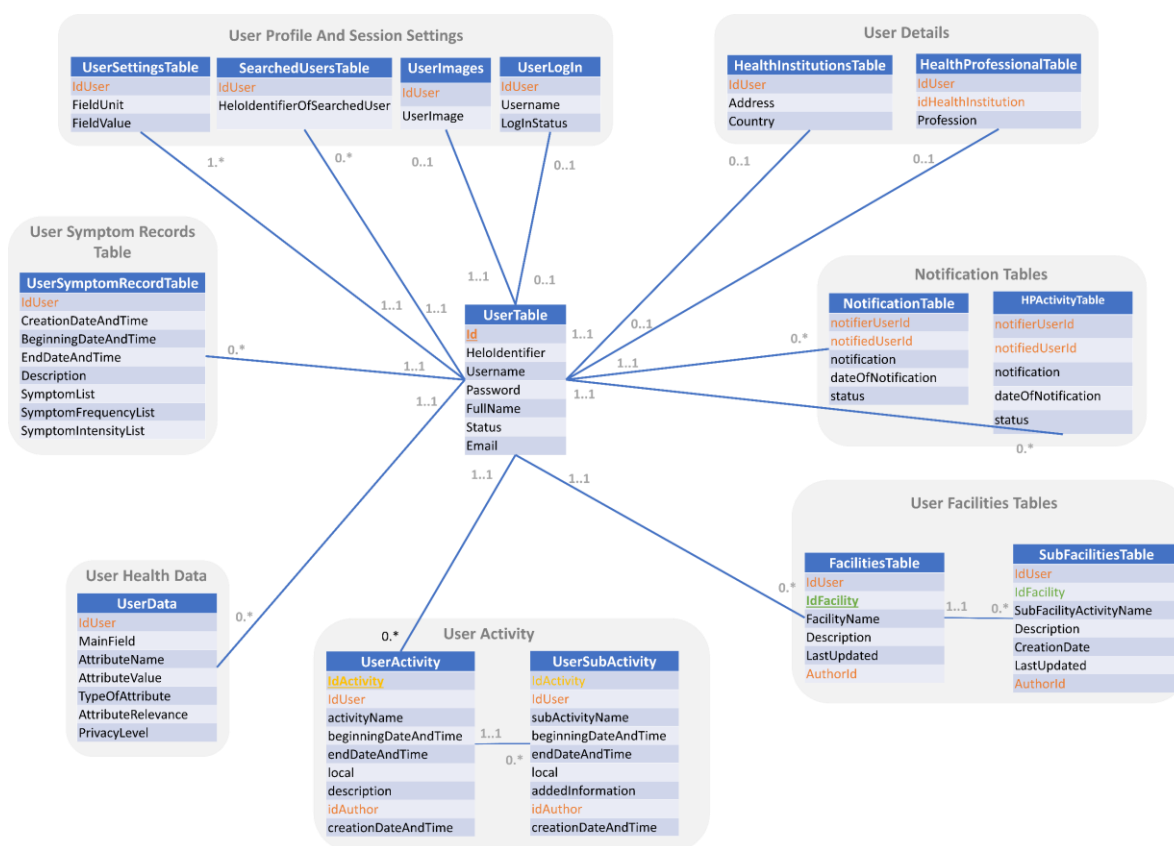 User Profile And Session Settings
UserSettingsTable
IdUser
FieldUnit
FieldValue
SearchedUsersTable
IdUser
HeloIdentifierOfSearchedUser
UserImages
IdUser
UserImage
UserLogIn
IdUser
Username
LogInStatus
User Details
HealthInstitutionsTable
IdUser
Address
Country
HealthProfessionalTable
IdUser
idHealthInstitution
Profession
1.*
0.*
0..1
0..1
0..1
0..1
User Symptom Records
Table
UserSymptomRecordTable
IdUser
CreationDateAndTime
BeginningDateAndTime
EndDateAndTime
Description
SymptomList
SymptomFrequencyList
SymptomIntensityList
0.*
1..1
1..1
1..1
0..1
1..1
1..1
UserTable
Id
HeloIdentifier
Username
Password
FullName
Status
Email
1..1
0..1
1..1
1..1
Notification Tables
NotificationTable
notifierUserId
notifiedUserId
notification
dateOfNotification
status
HPActivityTable
notifierUserId
notifiedUserId
notification
dateOfNotification
status
0.*
0.*
1..1
1..1
User Facilities Tables
FacilitiesTable
IdUser
IdFacility
FacilityName
Description
LastUpdated
AuthorId
0.*
1..1
0.*
SubFacilitiesTable
IdUser
IdFacility
SubFacilityActivityName
Description
CreationDate
LastUpdated
AuthorId
User Health Data
UserData
IdUser
MainField
AttributeName
AttributeValue
TypeOfAttribute
AttributeRelevance
PrivacyLevel
0.*
0.*
User Activity
UserActivity
IdActivity
IdUser
activityName
beginningDateAndTime
endDateAndTime
local
description
idAuthor
creationDateAndTime
1..1
0.*
UserSubActivity
IdActivity
IdUser
subActivityName
beginningDateAndTime
endDateAndTime
local
addedInformation
idAuthor
creationDateAndTime